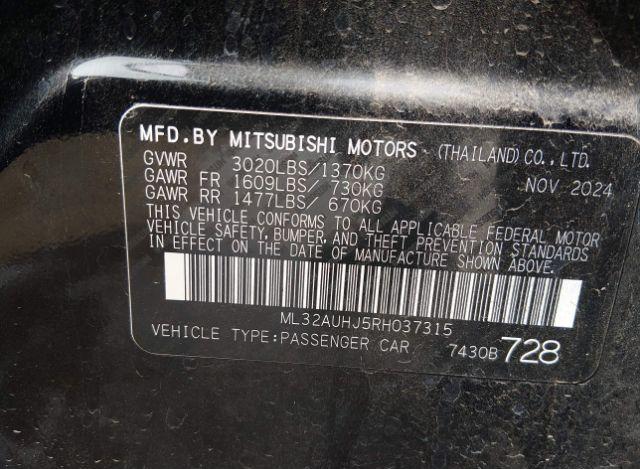 MFD.BY MITSUBISHI MOTORS (THAILAND) CO., LTD.
GVWR 3020LBS/1370KG NOV 2024
GAWR FR 1609LBS/ 730KG
GAWR RR 1477LBS/ 670KG
THIS VEHICLE CONFORMS TO ALL APPLICABLE FEDERAL MOTOR
VEHICLE SAFETY, BUMPER, AND THEFT PREVENTION STANDARDS
IN EFFECT ON THE DATE OF MANUFACTURE SHOWN ABOVE.
ML32AUHJ5RH037315
VEHICLE TYPE:PASSENGER CAR 7430B 728